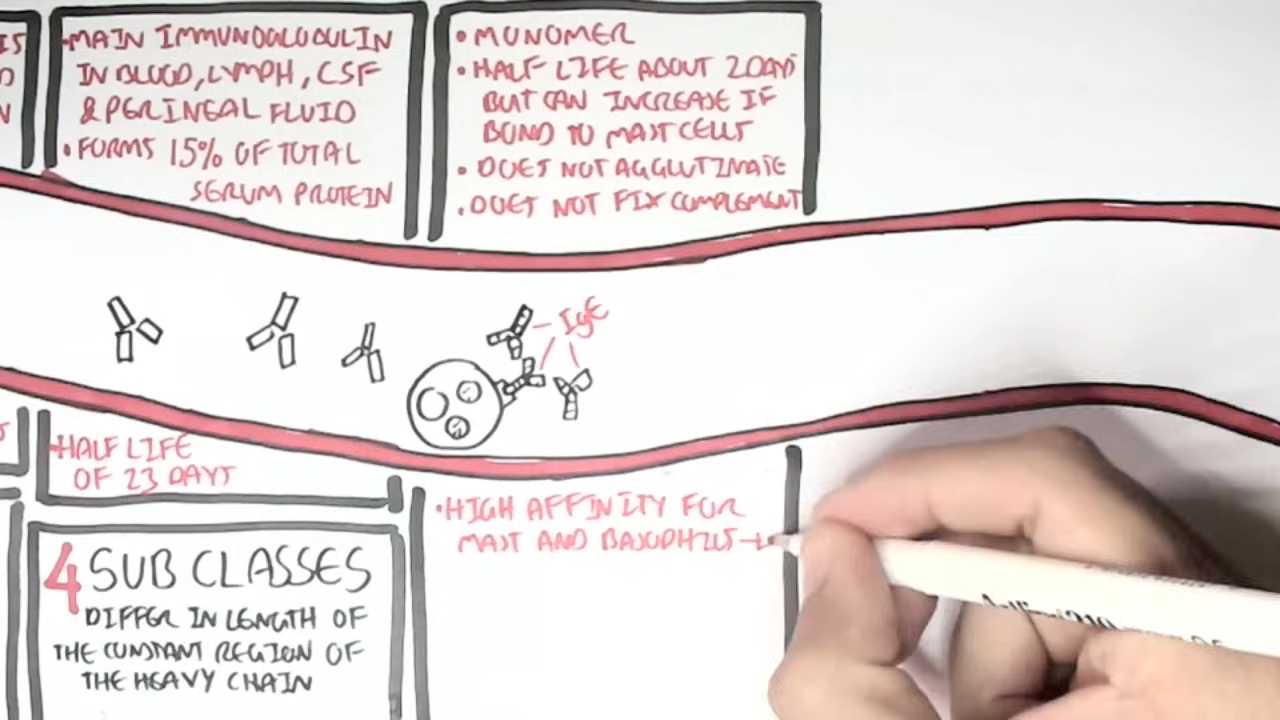 IS
• MAIN IMMUNOGLOBULIN
IN BLOOD, LYMPH, CSF
& PERINEAL FLUID
• FORMS 15% OF TOTAL
SERUM PROTEIN
• MONOMER
• HALF LIFE ABOUT 2 DAYS
BUT CAN INCREASE IF
BOND TO MAST CELLS
• DOES NOT AGGLUTINATE
• DOES NOT FIX COMPLEMENT
IgE
• HALF LIFE
OF 23 DAYS
4 SUB CLASSES
DIFFER IN LENGTH OF
THE CONSTANT REGION OF
THE HEAVY CHAIN
• HIGH AFFINITY FOR
MAST AND BASOPHILS →